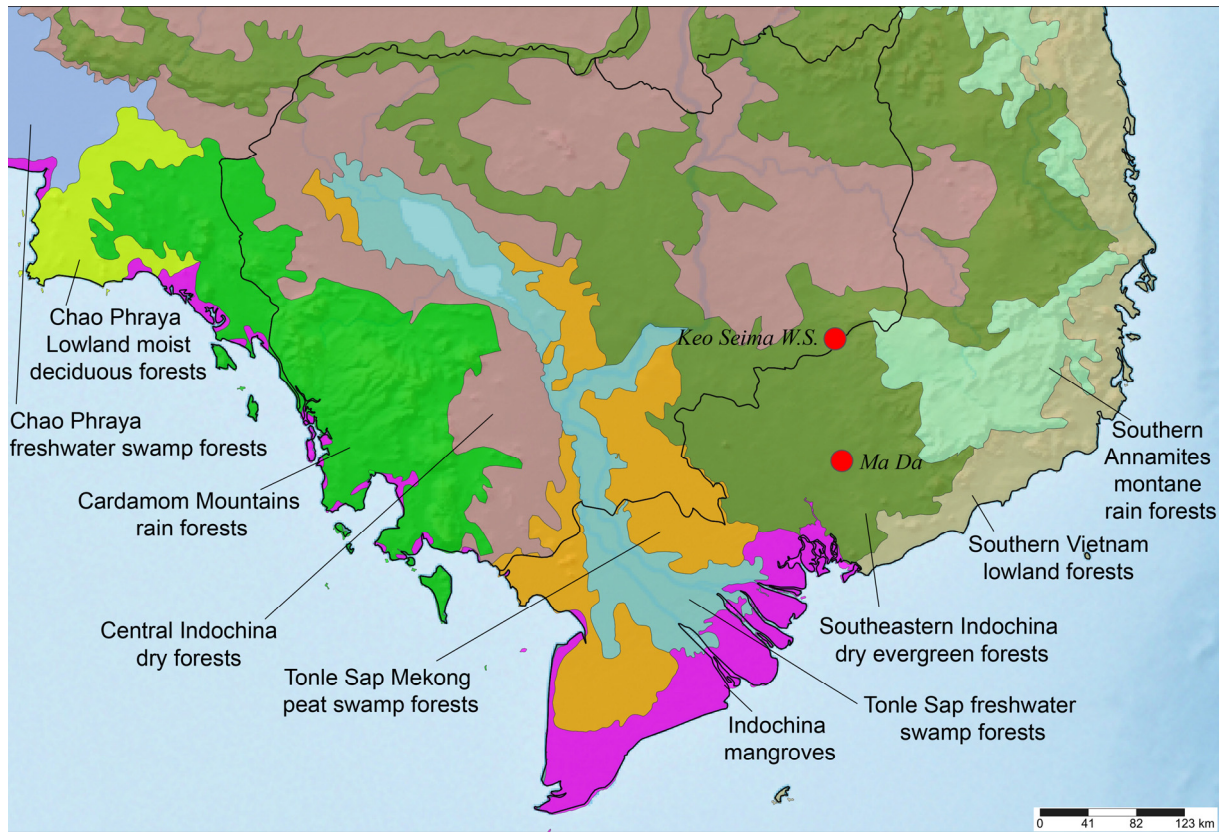 Keo Seima W.S.
Ma Da
Chao Phraya
Lowland moist
deciduous forests
Chao Phraya
freshwater swamp forests
Cardamom Mountains
rain forests
Central Indochina
dry forests
Tonle Sap Mekong
peat swamp forests
Indochina
mangroves
Tonle Sap freshwater
swamp forests
Southeastern Indochina
dry evergreen forests
Southern Vietnam
lowland forests
Southern
Annamites
montane
rain forests
0 41 82 123 km